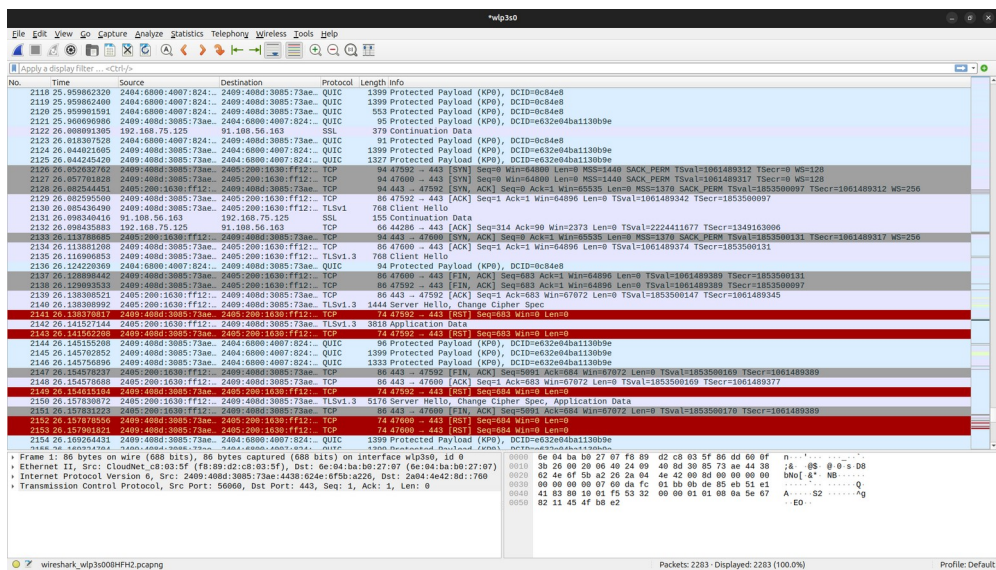 *wlp3s0
File Edit View Go Capture Analyze Statistics Telephony Wireless Tools Help
Apply a display filter ... <Ctrl-/>
No. Time Source Destination Protocol Length Info
2118 25.959862320 2404:6800:4007:824:… 2409:408d:3085:73ae… QUIC 1399 Protected Payload (KP0), DCID=0c84e8
2119 25.959862400 2404:6800:4007:824:… 2409:408d:3085:73ae… QUIC 1399 Protected Payload (KP0), DCID=0c84e8
2120 25.959901591 2404:6800:4007:824:… 2409:408d:3085:73ae… QUIC 553 Protected Payload (KP0), DCID=0c84e8
2121 25.960696986 2409:408d:3085:73ae… 2404:6800:4007:824:… QUIC 95 Protected Payload (KP0), DCID=e632e04ba1130b9e
2122 26.008091305 192.168.75.125 91.108.56.163 SSL 379 Continuation Data
2123 26.018307528 2404:6800:4007:824:… 2409:408d:3085:73ae… QUIC 91 Protected Payload (KP0), DCID=0c84e8
2124 26.044021605 2409:408d:3085:73ae… 2404:6800:4007:824:… QUIC 1399 Protected Payload (KP0), DCID=e632e04ba1130b9e
2125 26.044245420 2409:408d:3085:73ae… 2404:6800:4007:824:… QUIC 1327 Protected Payload (KP0), DCID=e632e04ba1130b9e
2126 26.052632762 2409:408d:3085:73ae… 2405:200:1630:ff12:… TCP 94 47592 → 443 [SYN] Seq=0 Win=64800 Len=0 MSS=1440 SACK_PERM TSval=1061489312 TSecr=0 WS=128
2127 26.057701828 2409:408d:3085:73ae… 2405:200:1630:ff12:… TCP 94 47600 → 443 [SYN] Seq=0 Win=64800 Len=0 MSS=1440 SACK_PERM TSval=1061489317 TSecr=0 WS=128
2128 26.082544451 2405:200:1630:ff12:… 2409:408d:3085:73ae… TCP 94 443 → 47592 [SYN, ACK] Seq=0 Ack=1 Win=65535 Len=0 MSS=1370 SACK_PERM TSval=1853500097 TSecr=1061489312 WS=256
2129 26.082595500 2409:408d:3085:73ae… 2405:200:1630:ff12:… TCP 86 47592 → 443 [ACK] Seq=1 Ack=1 Win=64896 Len=0 TSval=1061489342 TSecr=1853500097
2130 26.085436490 2409:408d:3085:73ae… 2405:200:1630:ff12:… TLSv1 768 Client Hello
2131 26.098340416 91.108.56.163 192.168.75.125 SSL 155 Continuation Data
2132 26.098435883 192.168.75.125 91.108.56.163 TCP 66 44286 → 443 [ACK] Seq=314 Ack=90 Win=2373 Len=0 TSval=2224411677 TSecr=1349163006
2133 26.113788685 2405:200:1630:ff12:… 2409:408d:3085:73ae… TCP 94 443 → 47600 [SYN, ACK] Seq=0 Ack=1 Win=65535 Len=0 MSS=1370 SACK_PERM TSval=1853500131 TSecr=1061489317 WS=256
2134 26.113881208 2409:408d:3085:73ae… 2405:200:1630:ff12:… TCP 86 47600 → 443 [ACK] Seq=1 Ack=1 Win=64896 Len=0 TSval=1061489374 TSecr=1853500131
2135 26.116906853 2409:408d:3085:73ae… 2405:200:1630:ff12:… TLSv1.3 768 Client Hello
2136 26.124220369 2404:6800:4007:824:… 2409:408d:3085:73ae… QUIC 94 Protected Payload (KP0), DCID=0c84e8
2137 26.128898442 2409:408d:3085:73ae… 2405:200:1630:ff12:… TCP 86 47600 → 443 [FIN, ACK] Seq=683 Ack=1 Win=64896 Len=0 TSval=1061489389 TSecr=1853500131
2138 26.129093533 2409:408d:3085:73ae… 2405:200:1630:ff12:… TCP 86 47592 → 443 [FIN, ACK] Seq=683 Ack=1 Win=64896 Len=0 TSval=1061489389 TSecr=1853500097
2139 26.138308521 2405:200:1630:ff12:… 2409:408d:3085:73ae… TCP 86 443 → 47592 [ACK] Seq=1 Ack=683 Win=67072 Len=0 TSval=1853500147 TSecr=1061489345
2140 26.138308992 2405:200:1630:ff12:… 2409:408d:3085:73ae… TLSv1.3 1444 Server Hello, Change Cipher Spec
2141 26.138370817 2409:408d:3085:73ae… 2405:200:1630:ff12:… TCP 74 47592 → 443 [RST] Seq=683 Win=0 Len=0
2142 26.141527144 2405:200:1630:ff12:… 2409:408d:3085:73ae… TLSv1.3 3818 Application Data
2143 26.141562208 2409:408d:3085:73ae… 2405:200:1630:ff12:… TCP 74 47592 → 443 [RST] Seq=683 Win=0 Len=0
2144 26.145155208 2409:408d:3085:73ae… 2404:6800:4007:824:… QUIC 96 Protected Payload (KP0), DCID=e632e04ba1130b9e
2145 26.145702852 2409:408d:3085:73ae… 2404:6800:4007:824:… QUIC 1399 Protected Payload (KP0), DCID=e632e04ba1130b9e
2146 26.145756896 2409:408d:3085:73ae… 2404:6800:4007:824:… QUIC 1333 Protected Payload (KP0), DCID=e632e04ba1130b9e
2147 26.154578237 2405:200:1630:ff12:… 2409:408d:3085:73ae… TCP 86 443 → 47592 [FIN, ACK] Seq=5091 Ack=684 Win=67072 Len=0 TSval=1853500169 TSecr=1061489389
2148 26.154578688 2405:200:1630:ff12:… 2409:408d:3085:73ae… TCP 86 443 → 47600 [ACK] Seq=1 Ack=683 Win=67072 Len=0 TSval=1853500169 TSecr=1061489377
2149 26.154615104 2409:408d:3085:73ae… 2405:200:1630:ff12:… TCP 74 47592 → 443 [RST] Seq=684 Win=0 Len=0
2150 26.157830872 2405:200:1630:ff12:… 2409:408d:3085:73ae… TLSv1.3 5176 Server Hello, Change Cipher Spec, Application Data
2151 26.157831223 2405:200:1630:ff12:… 2409:408d:3085:73ae… TCP 86 443 → 47600 [FIN, ACK] Seq=5091 Ack=684 Win=67072 Len=0 TSval=1853500170 TSecr=1061489389
2152 26.157878556 2409:408d:3085:73ae… 2405:200:1630:ff12:… TCP 74 47600 → 443 [RST] Seq=684 Win=0 Len=0
2153 26.157901821 2409:408d:3085:73ae… 2405:200:1630:ff12:… TCP 74 47600 → 443 [RST] Seq=684 Win=0 Len=0
2154 26.169264431 2409:408d:3085:73ae… 2404:6800:4007:824:… QUIC 1399 Protected Payload (KP0), DCID=e632e04ba1130b9e
Frame 1: 86 bytes on wire (688 bits), 86 bytes captured (688 bits) on interface wlp3s0, id 0
Ethernet II, Src: CloudNet_c8:03:5f (f8:89:d2:c8:03:5f), Dst: 6e:04:ba:b0:27:07 (6e:04:ba:b0:27:07)
Internet Protocol Version 6, Src: 2409:408d:3085:73ae:4438:624e:6f5b:a226, Dst: 2a04:4e42:8d::760
Transmission Control Protocol, Src Port: 56060, Dst Port: 443, Seq: 1, Ack: 1, Len: 0
0000 6e 04 ba b0 27 07 f8 89 d2 c8 03 5f 86 dd 60 0f n···'··· ···_··`·
0010 3b 26 00 20 06 40 24 09 40 8d 30 85 73 ae 44 38 ;&· ·@$· @·0·s·D8
0020 62 4e 6f 5b a2 26 2a 04 4e 42 00 8d 00 00 00 00 bNo[·&*· NB······
0030 00 00 00 00 07 60 da fc 01 bb 0b de 85 eb 51 e1 ·····`·· ······Q·
0040 41 83 80 10 01 f5 53 32 00 00 01 01 08 0a 5e 67 A·····S2 ······^g
0050 82 11 45 4f b8 e2 ··EO··
wireshark_wlp3s008HFH2.pcapng Packets: 2283 · Displayed: 2283 (100.0%) Profile: Default